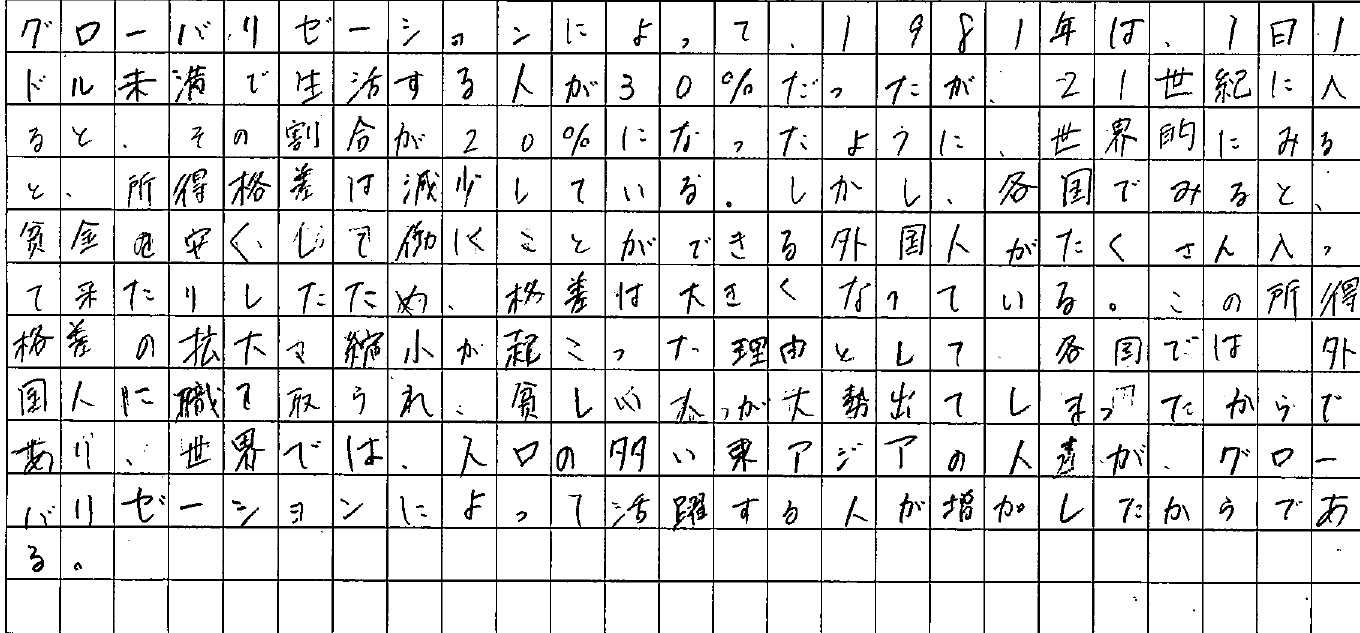 グローバリゼーションによって、1981年は、1日1
ドル未満で生活する人が30%だったが、21世紀に入
ると、その割合が20%になったように、世界的にみる
と、所得格差は減少している。しかし、各国でみると、
貧金を安くして働くことができる外国人がたくさん入っ
て来たりしたため、格差は大きくなっている。この所得
格差の拡大や縮小が起こった理由として、各国では外
国人に職を取られ、貧しい人が大勢出てしまったからで
あり、世界では、人口の多い東アジアの人達が、グロー
バリゼーションによって活躍する人が増加したからであ
る。